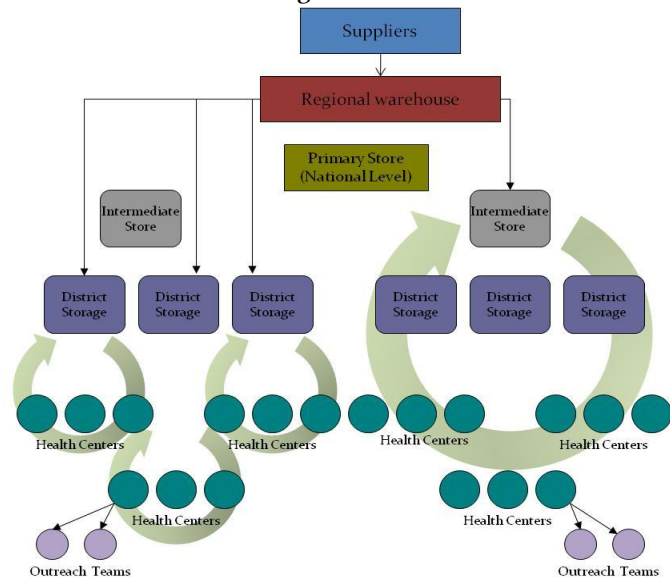 Suppliers
Regional warehouse
Primary Store
(National Level)
Intermediate
Store
Intermediate
Store
District
Storage
District
Storage
District
Storage
District
Storage
District
Storage
District
Storage
Health Centers
Health Centers
Health Centers
Health Centers
Health Centers
Health Centers
Outreach Teams
Outreach Teams